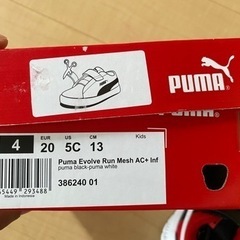 PUMA
EUR US CM Kids
4 20 5C 13
Puma Evolve Run Mesh AC+ Inf
puma black-puma white
386240 01
PUMA
Made in Indonesia